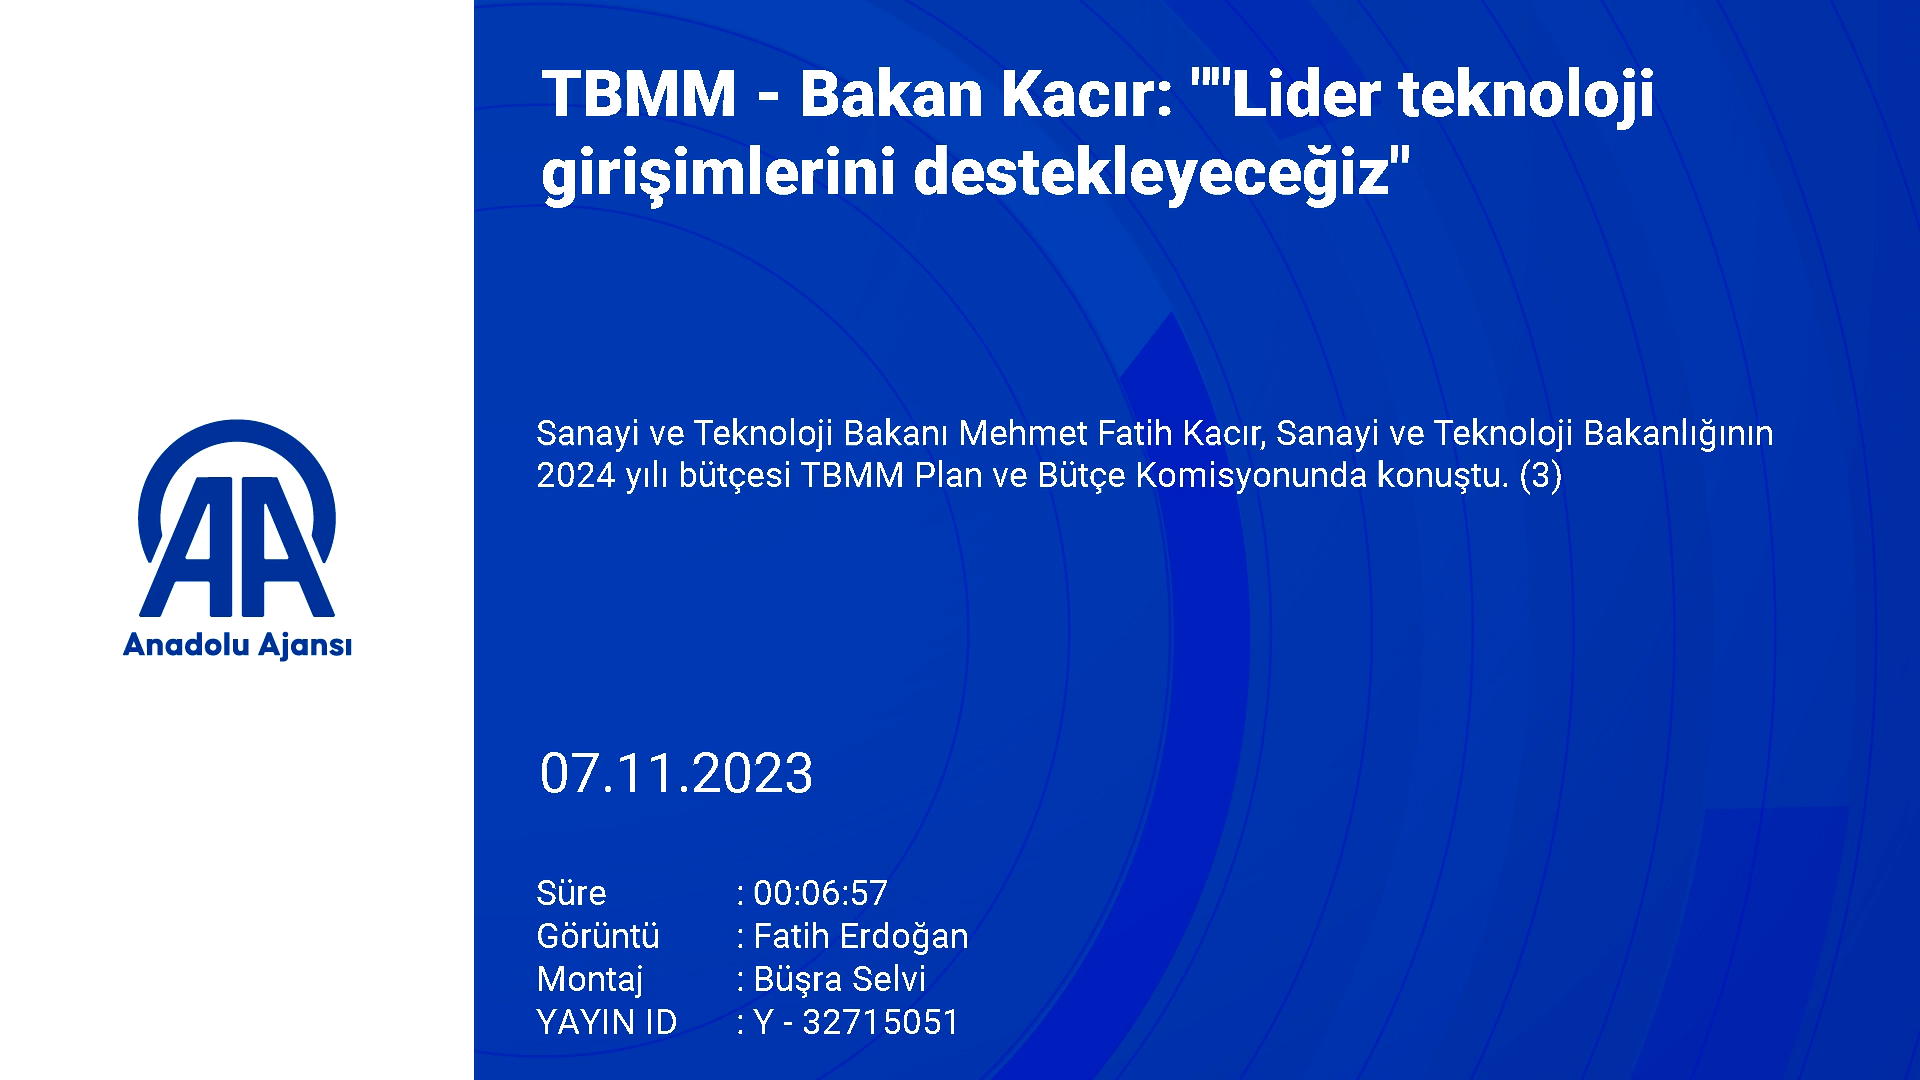 TBMM - Bakan Kacır: ""Lider teknoloji
girişimlerini destekleyeceğiz"
Sanayi ve Teknoloji Bakanı Mehmet Fatih Kacır, Sanayi ve Teknoloji Bakanlığının
2024 yılı bütçesi TBMM Plan ve Bütçe Komisyonunda konuştu. (3)
AA
Anadolu Ajansı
07.11.2023
Süre : 00:06:57
Görüntü : Fatih Erdoğan
Montaj : Büşra Selvi
YAYIN ID : Y - 32715051